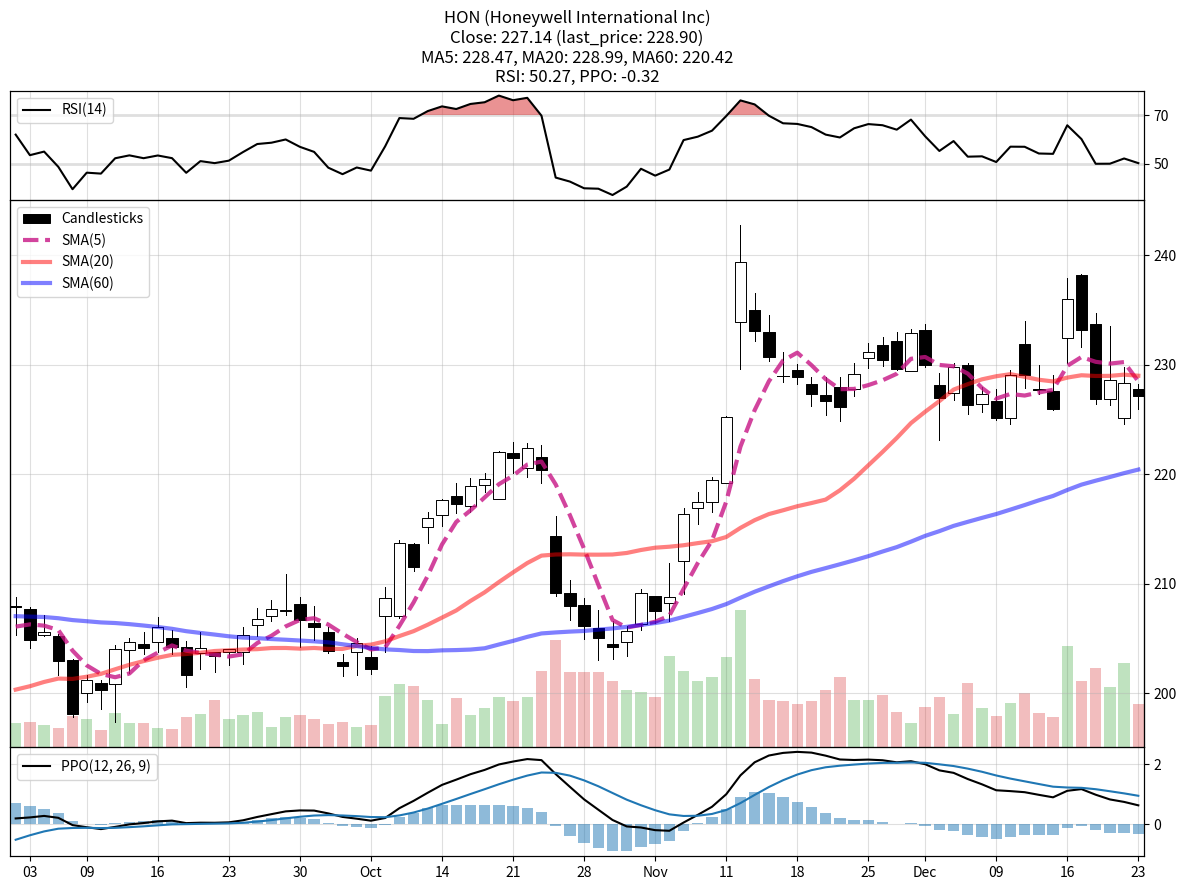 HON (Honeywell International Inc)
Close: 227.14 (last_price: 228.90)
MA5: 228.47, MA20: 228.99, MA60: 220.42
RSI: 50.27, PPO: -0.32
RSI(14)
70
50
Candlesticks
SMA(5)
SMA(20)
SMA(60)
240
230
220
210
200
PPO(12, 26, 9)
2
0
03 09 16 23 30 Oct 14 21 28 Nov 11 18 25 Dec 09 16 23